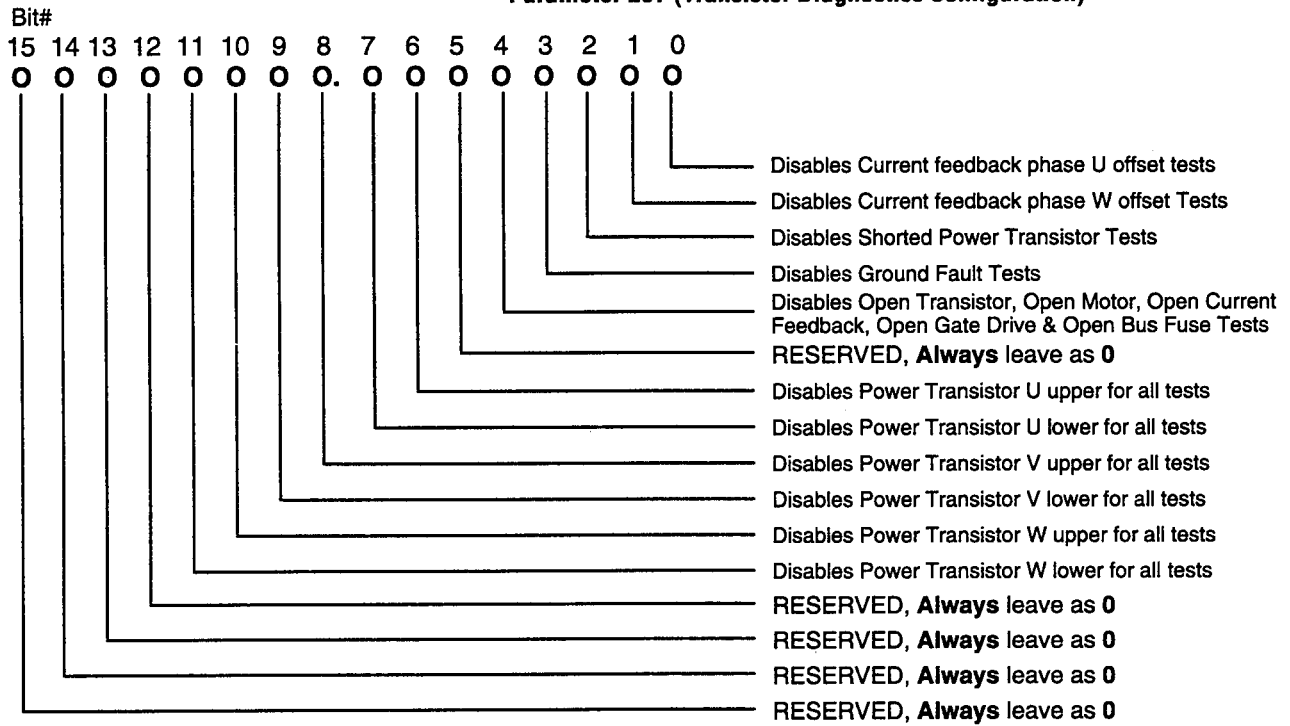 Bit#
15 14 13 12 11 10 9 8 7 6 5 4 3 2 1 0
0 0 0 0 0 0 0 0. 0 0 0 0 0 0 0 0
Disables Current feedback phase U offset tests
Disables Current feedback phase W offset Tests
Disables Shorted Power Transistor Tests
Disables Ground Fault Tests
Disables Open Transistor, Open Motor, Open Current
Feedback, Open Gate Drive & Open Bus Fuse Tests
RESERVED, Always leave as 0
Disables Power Transistor U upper for all tests
Disables Power Transistor U lower for all tests
Disables Power Transistor V upper for all tests
Disables Power Transistor V lower for all tests
Disables Power Transistor W upper for all tests
Disables Power Transistor W lower for all tests
RESERVED, Always leave as 0
RESERVED, Always leave as 0
RESERVED, Always leave as 0
RESERVED, Always leave as 0